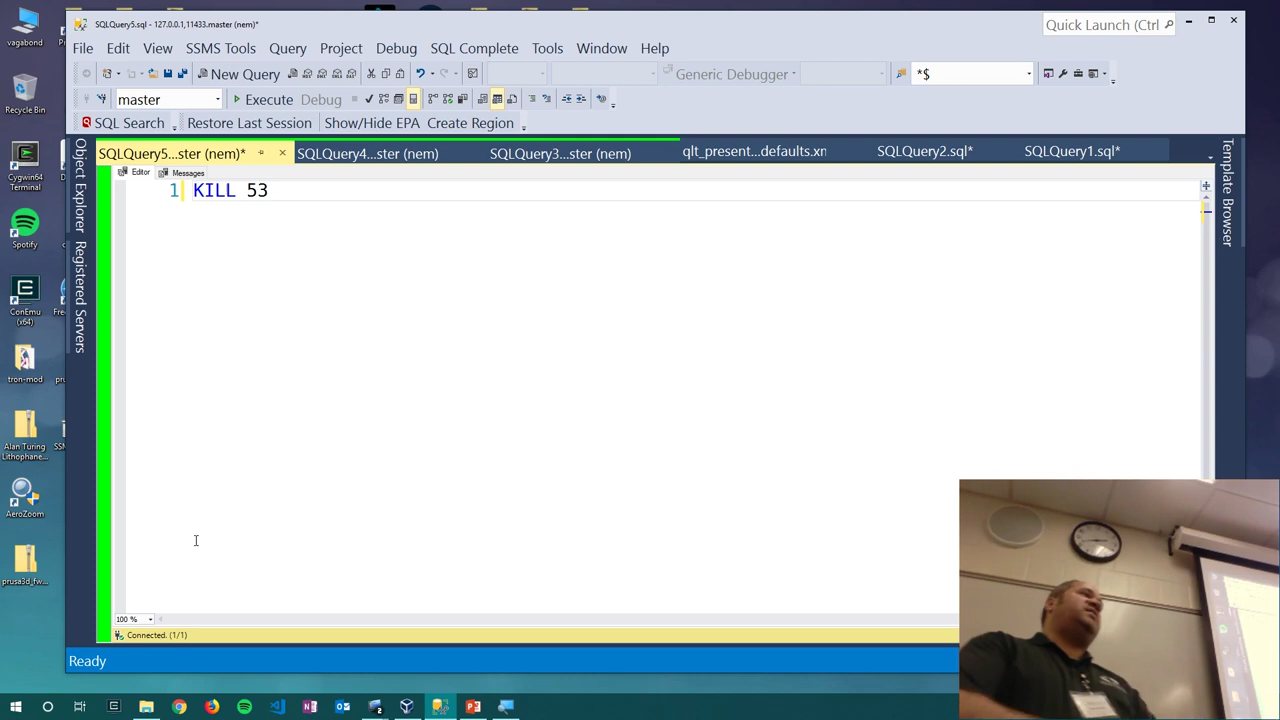 vagabond
Recycle Bin
Cygwin64
Terminal
Spotify
ConEmu
(x64)
tron-mod
Alan Turing
Lithophane...
AeroZoom
prusa3d_fw...
SQLQuery5.sql - 127.0.0.1,11433.master (nem)*
Quick Launch (Ctrl
File Edit View SSMS Tools Query Project Debug SQL Complete Tools Window Help
New Query
Generic Debugger
*$
master
Execute Debug
SQL Search Restore Last Session Show/Hide EPA Create Region
SQLQuery5...ster (nem)* SQLQuery4...ster (nem) SQLQuery3...ster (nem) qlt_present...defaults.xm SQLQuery2.sql* SQLQuery1.sql*
Editor Messages
Object Explorer
Registered Servers
Template Browser
1 KILL 53
100 %
Connected. (1/1)
Ready